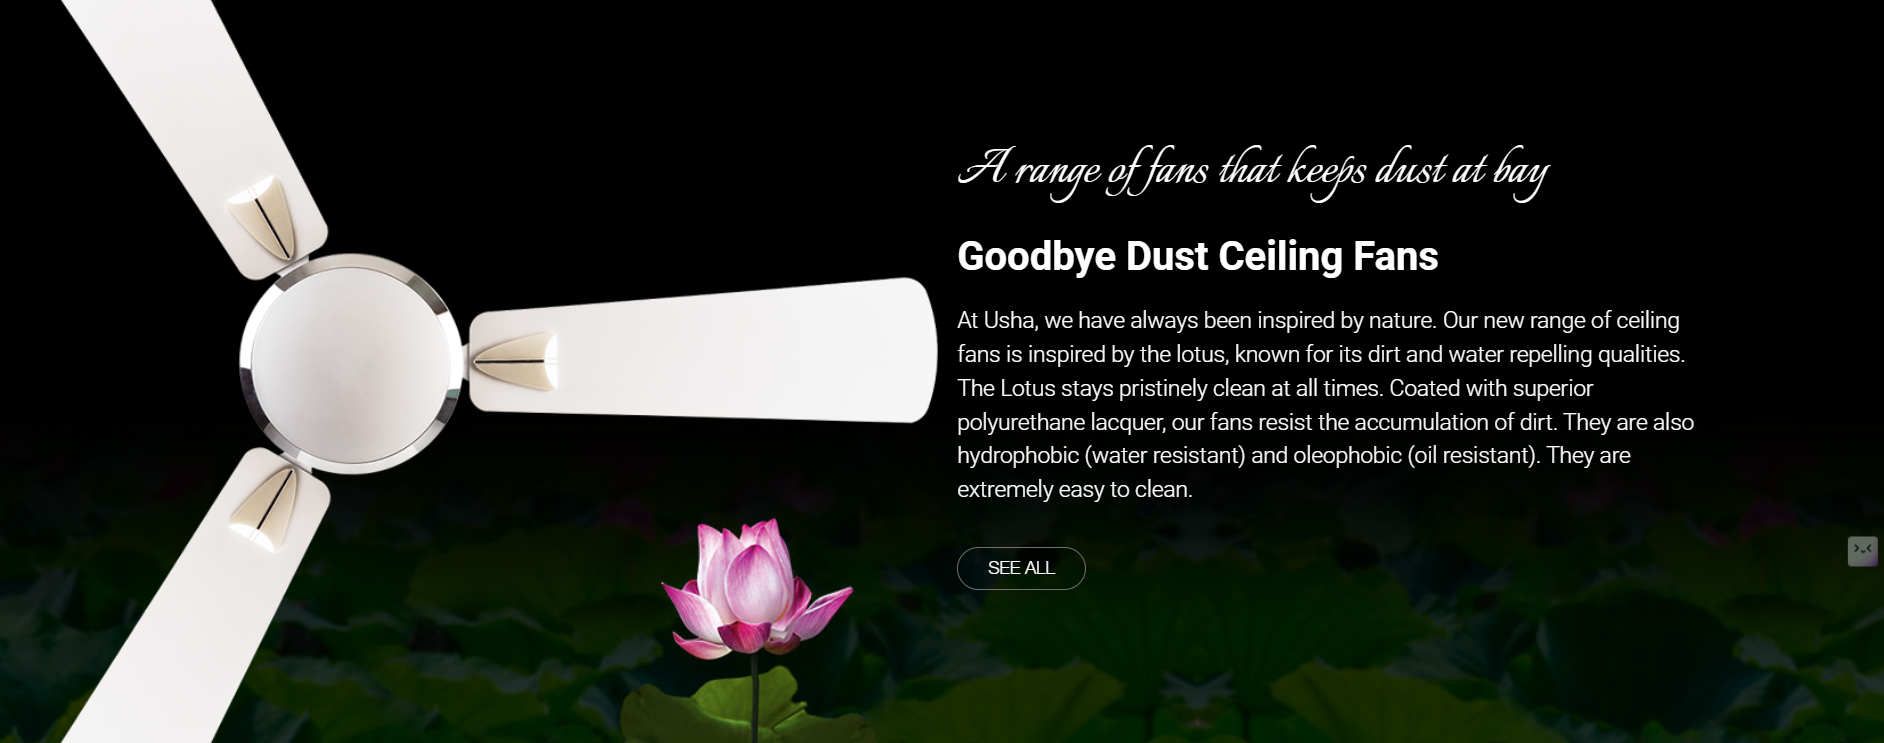 A range of fans that keeps dust at bay
Goodbye Dust Ceiling Fans
At Usha, we have always been inspired by nature. Our new range of ceiling
fans is inspired by the lotus, known for its dirt and water repelling qualities.
The Lotus stays pristinely clean at all times. Coated with superior
polyurethane lacquer, our fans resist the accumulation of dirt. They are also
hydrophobic (water resistant) and oleophobic (oil resistant). They are
extremely easy to clean.
SEE ALL